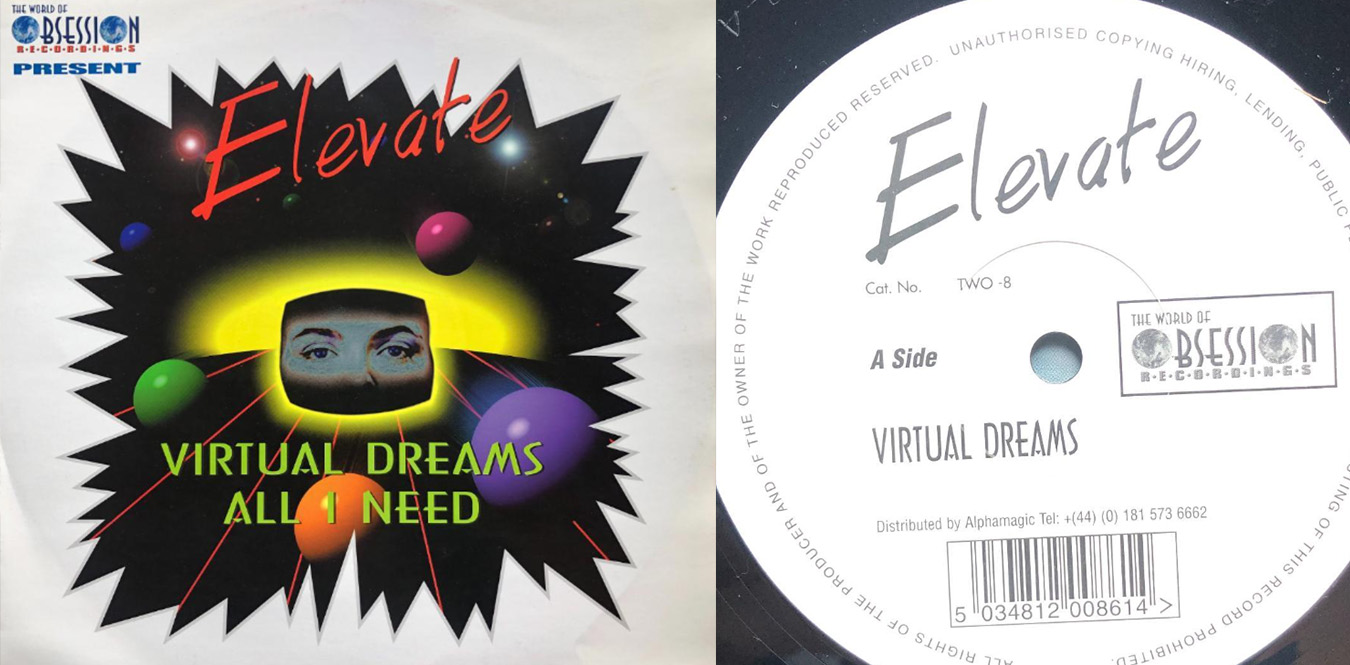 THE WORLD OF
OBSESSION
R·E·C·O·R·D·I·N·G·S
PRESENT
Elevate
VIRTUAL DREAMS
ALL I NEED
Elevate
Cat. No. TWO -8
THE WORLD OF
OBSESSION
R·E·C·O·R·D·I·N·G·S
A Side
VIRTUAL DREAMS
Distributed by Alphamagic Tel: +(44) (0) 181 573 6662
5 034812 008614 >
ALL RIGHTS OF THE PRODUCER AND OF THE OWNER OF THE WORK REPRODUCED RESERVED. UNAUTHORISED COPYING HIRING, LENDING, PUBLIC
OF THIS RECORD PROHIBITED.